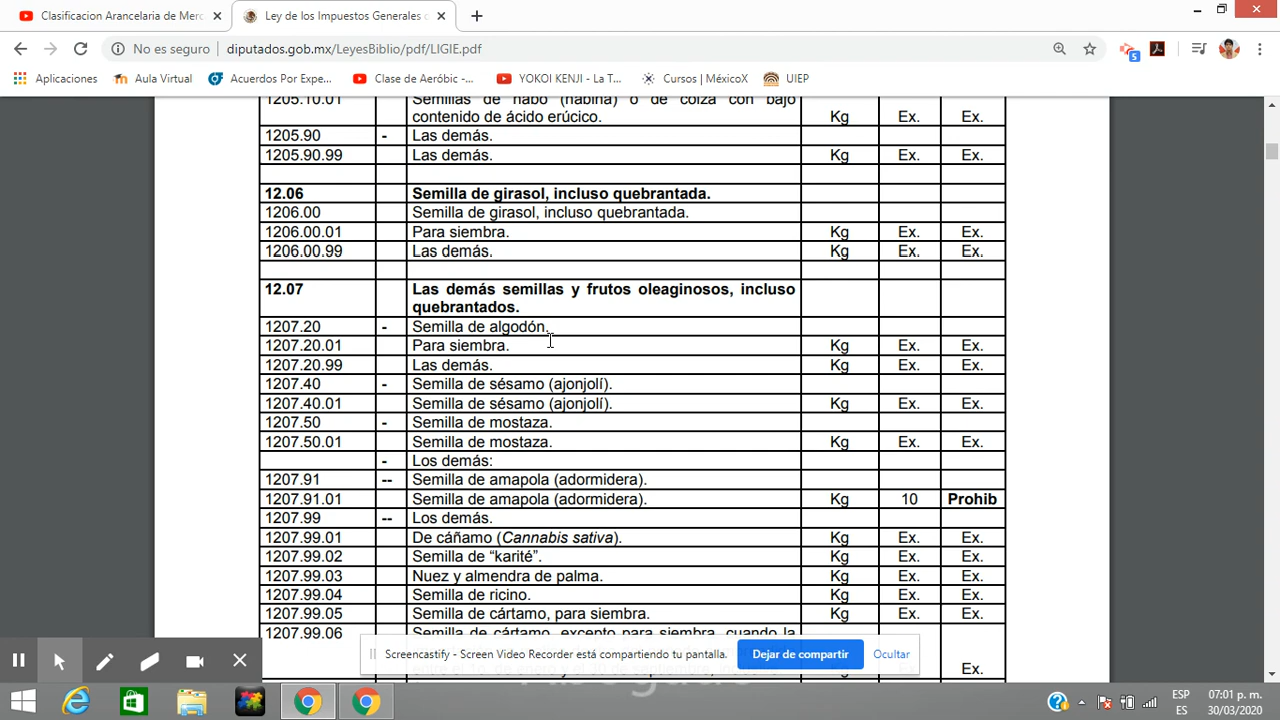 Clasificacion Arancelaria de Merc
Ley de los Impuestos Generales
No es seguro
deputados.gob.mx/LeyesBiblio/pdf/LIGIE.pdf
5
Aplicaciones
Aula Virtual
Acuerdos Por Expe...
Clase de Aeróbic -...
YOKOI KENJI - La T...
Cursos | MéxicoX
UIEP
1205.10.01 Semillas de nabo (nabina) o de colza con bajo
contenido de ácido erúcico. Kg Ex. Ex.
1205.90 - Las demás.
1205.90.99 Las demás. Kg Ex. Ex.
12.06 Semilla de girasol, incluso quebrantada.
1206.00 Semilla de girasol, incluso quebrantada.
1206.00.01 Para siembra. Kg Ex. Ex.
1206.00.99 Las demás. Kg Ex. Ex.
12.07 Las demás semillas y frutos oleaginosos, incluso
quebrantados.
1207.20 - Semilla de algodón.
1207.20.01 Para siembra. Kg Ex. Ex.
1207.20.99 Las demás. Kg Ex. Ex.
1207.40 - Semilla de sésamo (ajonjolí).
1207.40.01 Semilla de sésamo (ajonjolí). Kg Ex. Ex.
1207.50 - Semilla de mostaza.
1207.50.01 Semilla de mostaza. Kg Ex. Ex.
- Los demás:
1207.91 -- Semilla de amapola (adormidera).
1207.91.01 Semilla de amapola (adormidera). Kg 10 Prohib
1207.99 -- Los demás.
1207.99.01 De cáñamo (Cannabis sativa). Kg Ex. Ex.
1207.99.02 Semilla de “karité”. Kg Ex. Ex.
1207.99.03 Nuez y almendra de palma. Kg Ex. Ex.
1207.99.04 Semilla de ricino. Kg Ex. Ex.
1207.99.05 Semilla de cártamo, para siembra. Kg Ex. Ex.
1207.99.06 Semilla de cártamo, excepto para siembra, cuando la
Ex.
Screencastify - Screen Video Recorder está compartiendo tu pantalla.
Dejar de compartir
Ocultar
ESP
ES
07:01 p. m.
30/03/2020